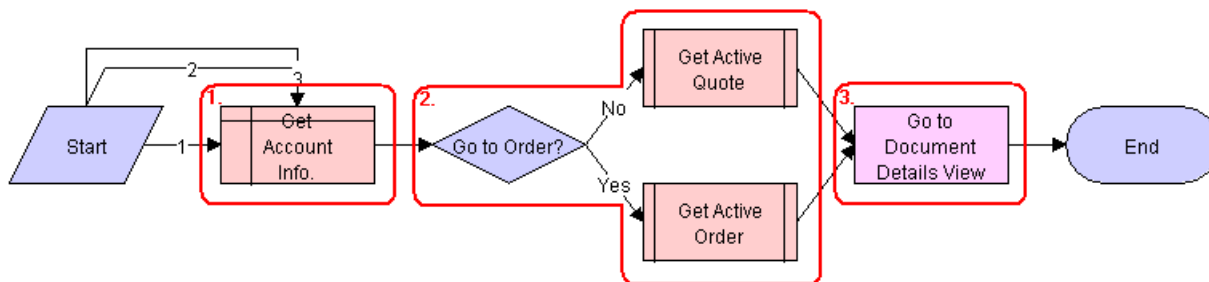 2
3
1.
2.
3.
Start
1
Get
Account
Info.
Go to Order?
No
Yes
Get Active
Quote
Get Active
Order
Go to
Document
Details View
End